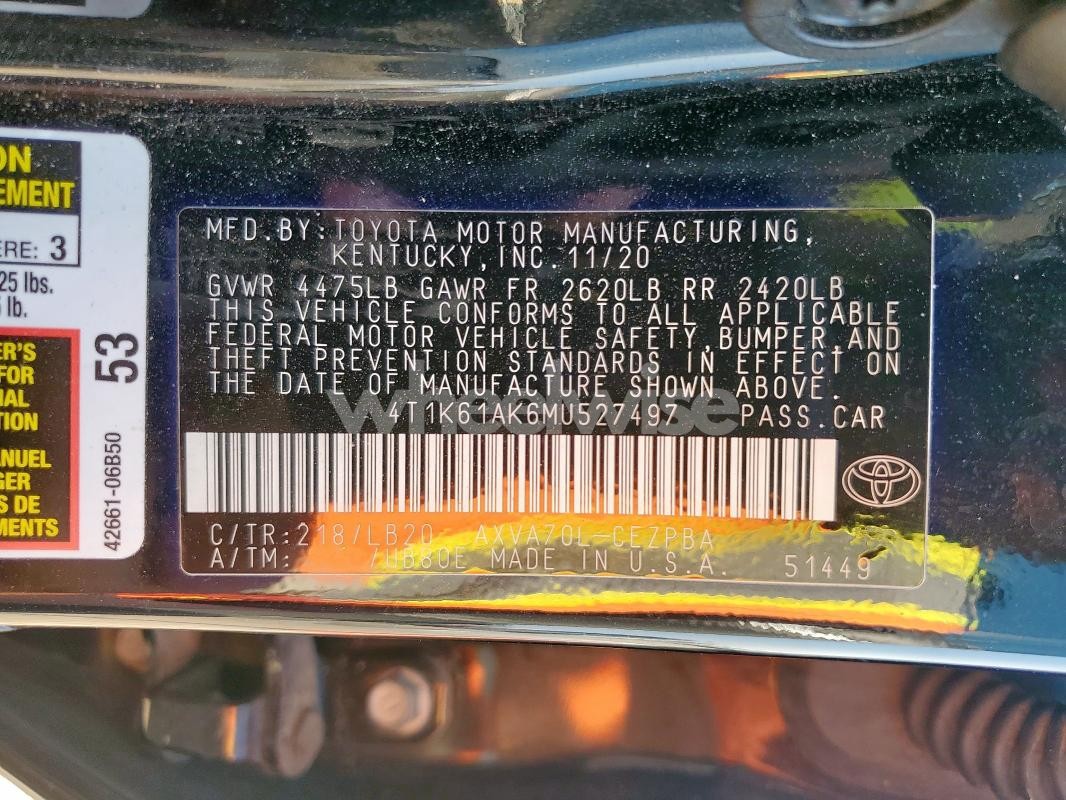 ON
EMENT
ERE: 3
25 lbs.
lb.
ER'S
FOR
AL
TION
ANUEL
GER
S DE
EMENTS
53
42661-06B50
MFD.BY:TOYOTA MOTOR MANUFACTURING,
KENTUCKY,INC.11/20
GVWR 4475LB GAWR FR 2620LB RR 2420LB
THIS VEHICLE CONFORMS TO ALL APPLICABLE
FEDERAL MOTOR VEHICLE SAFETY,BUMPER,AND
THEFT PREVENTION STANDARDS IN EFFECT ON
THE DATE OF MANUFACTURE SHOWN ABOVE.
4T1K61AK6MU527497 PASS.CAR
wheelwise
C/TR:218/LB20 AXVA70L-CEZPBA
A/TM: /UB80E MADE IN U.S.A. 51449